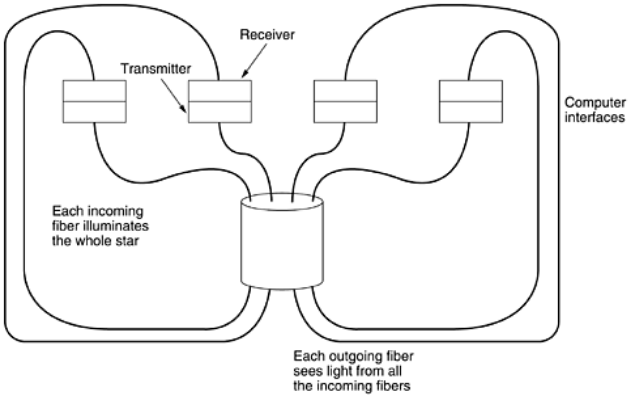 Receiver
Transmitter
Computer
interfaces
Each incoming
fiber illuminates
the whole star
Each outgoing fiber
sees light from all
the incoming fibers